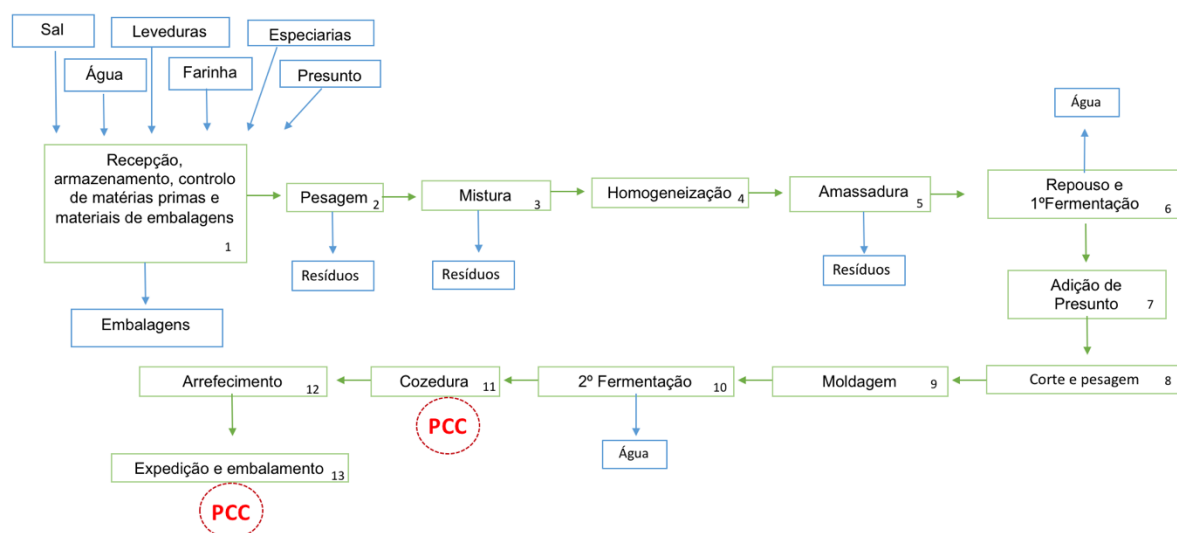 Sal
Leveduras
Especiarias
Água
Farinha
Presunto
Recepção,
armazenamento, controlo
de matérias primas e
materiais de embalagens
1
Embalagens
Pesagem 2
Resíduos
Mistura 3
Resíduos
Homogeneização 4
Amassadura 5
Resíduos
Água
Repouso e
1ºFermentação 6
Adição de
Presunto 7
Corte e pesagem 8
Moldagem 9
2º Fermentação 10
Água
Cozedura 11
PCC
Arrefecimento 12
Expedição e embalamento 13
PCC